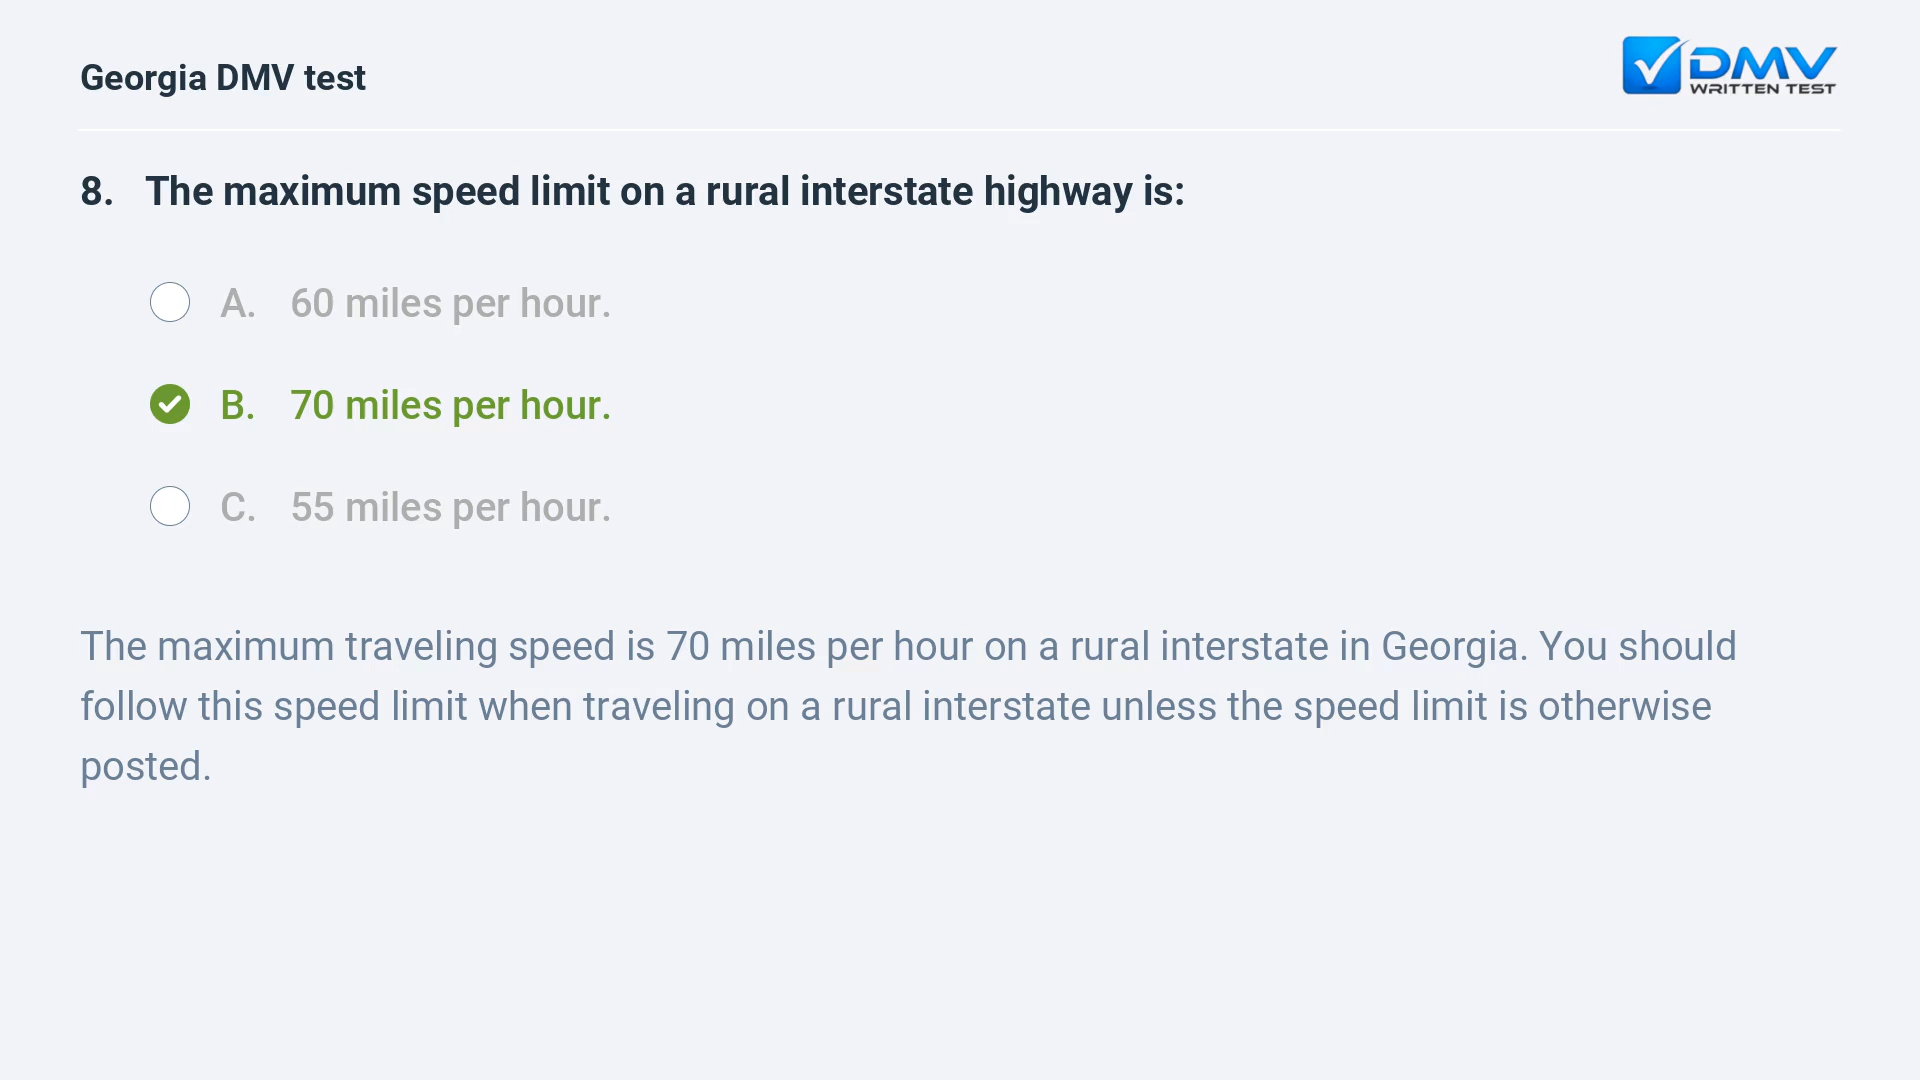 Georgia DMV test
DMV
WRITTEN TEST
8. The maximum speed limit on a rural interstate highway is:
A. 60 miles per hour.
B. 70 miles per hour.
C. 55 miles per hour.
The maximum traveling speed is 70 miles per hour on a rural interstate in Georgia. You should
follow this speed limit when traveling on a rural interstate unless the speed limit is otherwise
posted.